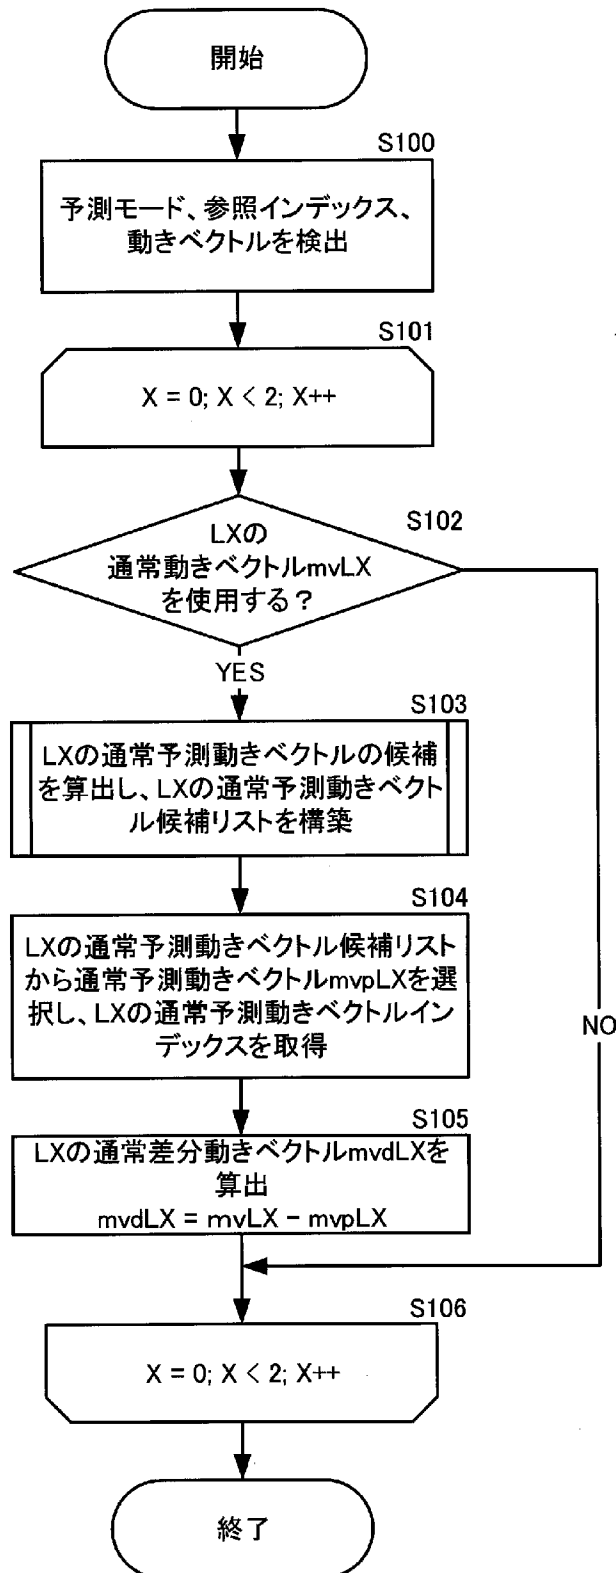 開始
S100
予測モード、参照インデックス、
動きベクトルを検出
S101
X = 0; X < 2; X++
S102
LXの
通常動きベクトルmvLX
を使用する？
YES
S103
LXの通常予測動きベクトルの候補
を算出し、LXの通常予測動きベクト
ル候補リストを構築
S104
LXの通常予測動きベクトル候補リスト
から通常予測動きベクトルmvpLXを選
択し、LXの通常予測動きベクトルイン
デックスを取得
NO
S105
LXの通常差分動きベクトルmvdLXを
算出
mvdLX = mvLX - mvpLX
S106
X = 0; X < 2; X++
終了